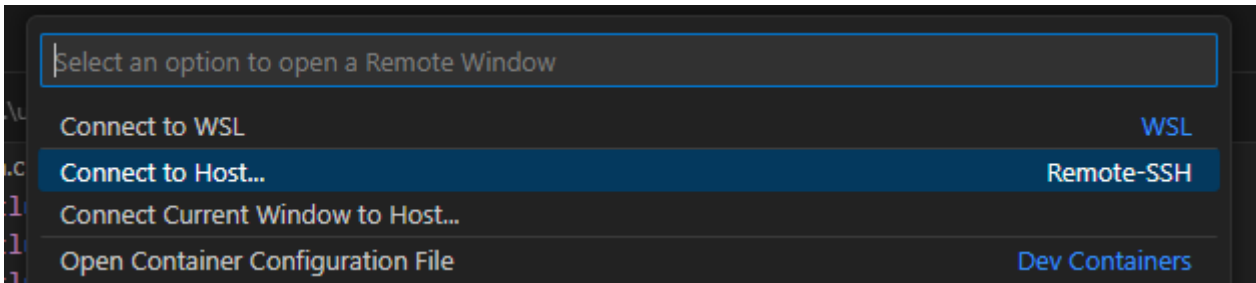 Select an option to open a Remote Window
Connect to WSL WSL
Connect to Host... Remote-SSH
Connect Current Window to Host...
Open Container Configuration File Dev Containers